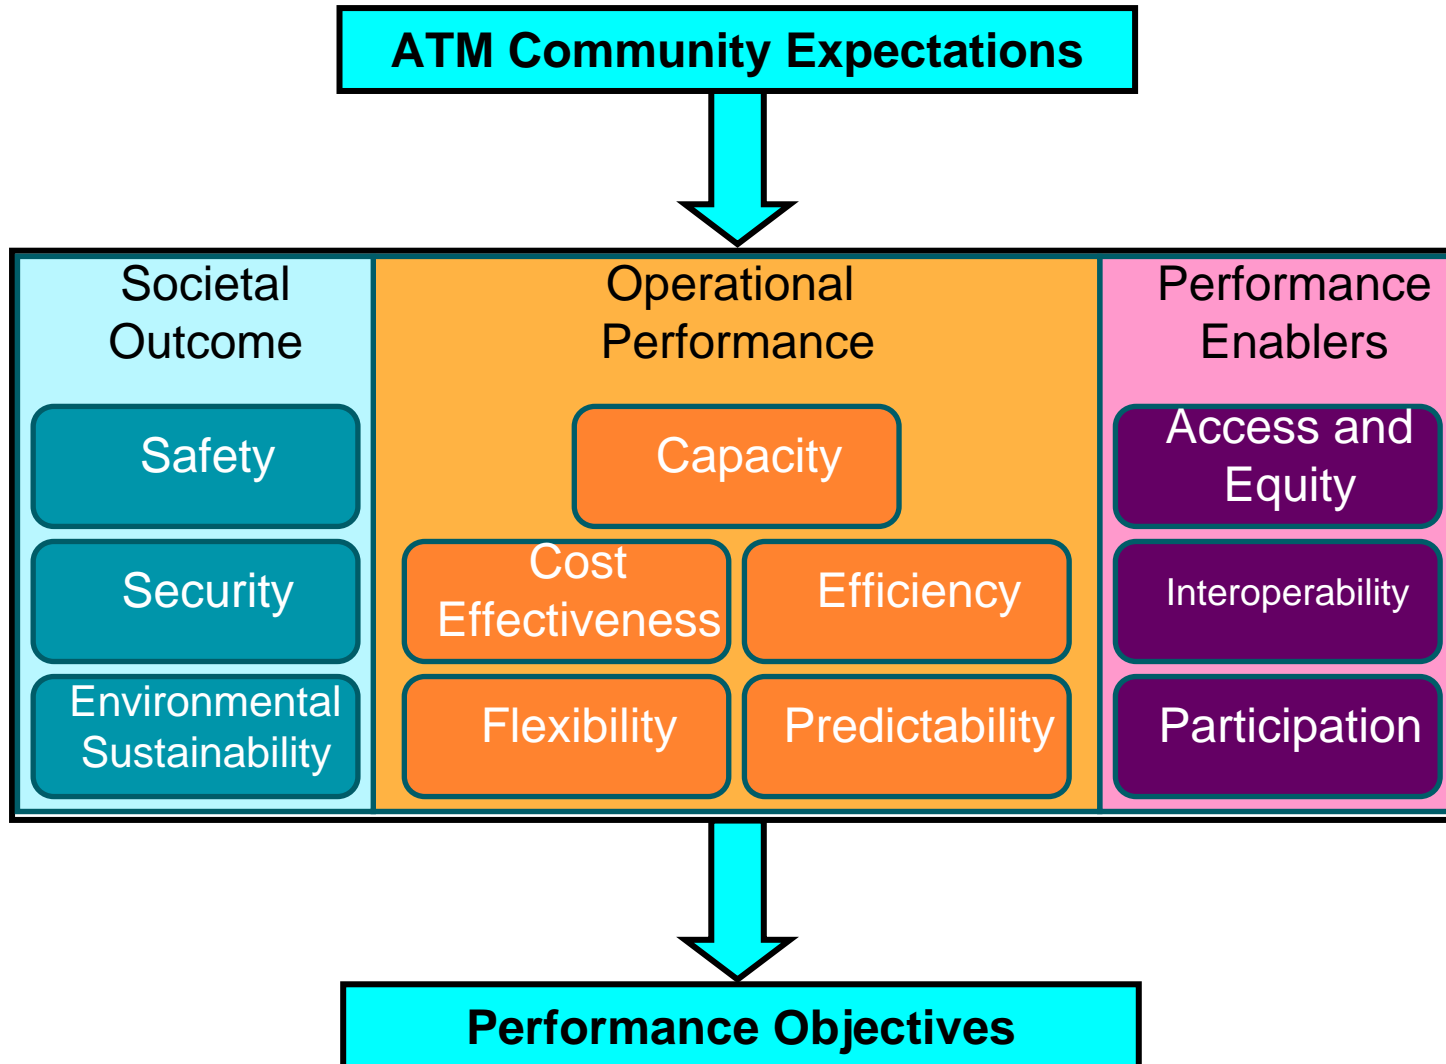 ATM Community Expectations
Societal
Outcome
Safety
Security
Environmental
Sustainability
Operational
Performance
Capacity
Cost
Effectiveness
Efficiency
Flexibility
Predictability
Performance
Enablers
Access and
Equity
Interoperability
Participation
Performance Objectives